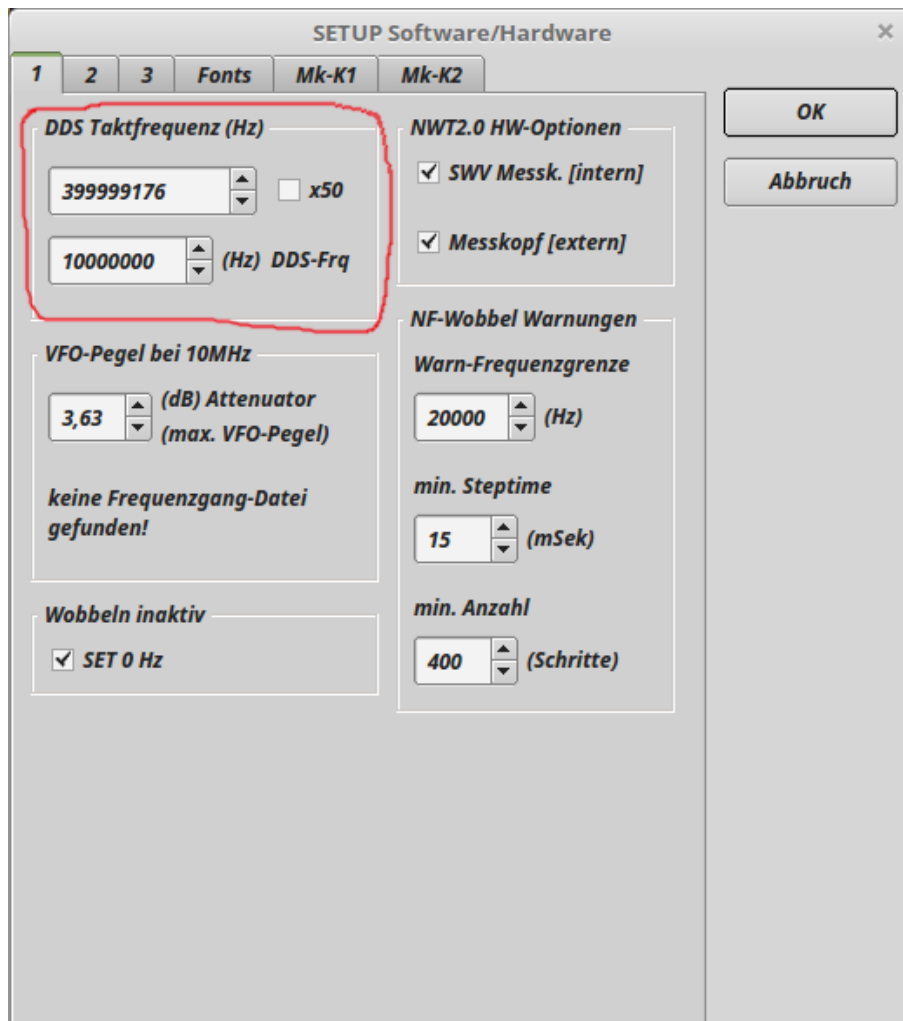 SETUP Software/Hardware
1 2 3 Fonts Mk-K1 Mk-K2
DDS Taktfrequenz (Hz)
399999176 x50
10000000 (Hz) DDS-Frq
VFO-Pegel bei 10MHz
3,63 (dB) Attenuator
(max. VFO-Pegel)
keine Frequenzgang-Datei
gefunden!
Wobbeln inaktiv
SET 0 Hz
NWT2.0 HW-Optionen
SWV Messk. [intern]
Messkopf [extern]
NF-Wobbel Warnungen
Warn-Frequenzgrenze
20000 (Hz)
min. Steptime
15 (mSek)
min. Anzahl
400 (Schritte)
OK
Abbruch